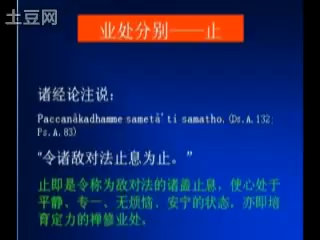 土豆网
业处分别——止
诸经论注说：
Paccanãkadhamme sametã'ti samatho.(Ds.A.132;
Ps.A.83)
“令诸敌对法止息为止。”
止即是令称为敌对法的诸盖止息，使心处于
平静、专一、无烦恼、安宁的状态，亦即培
育定力的禅修业处。